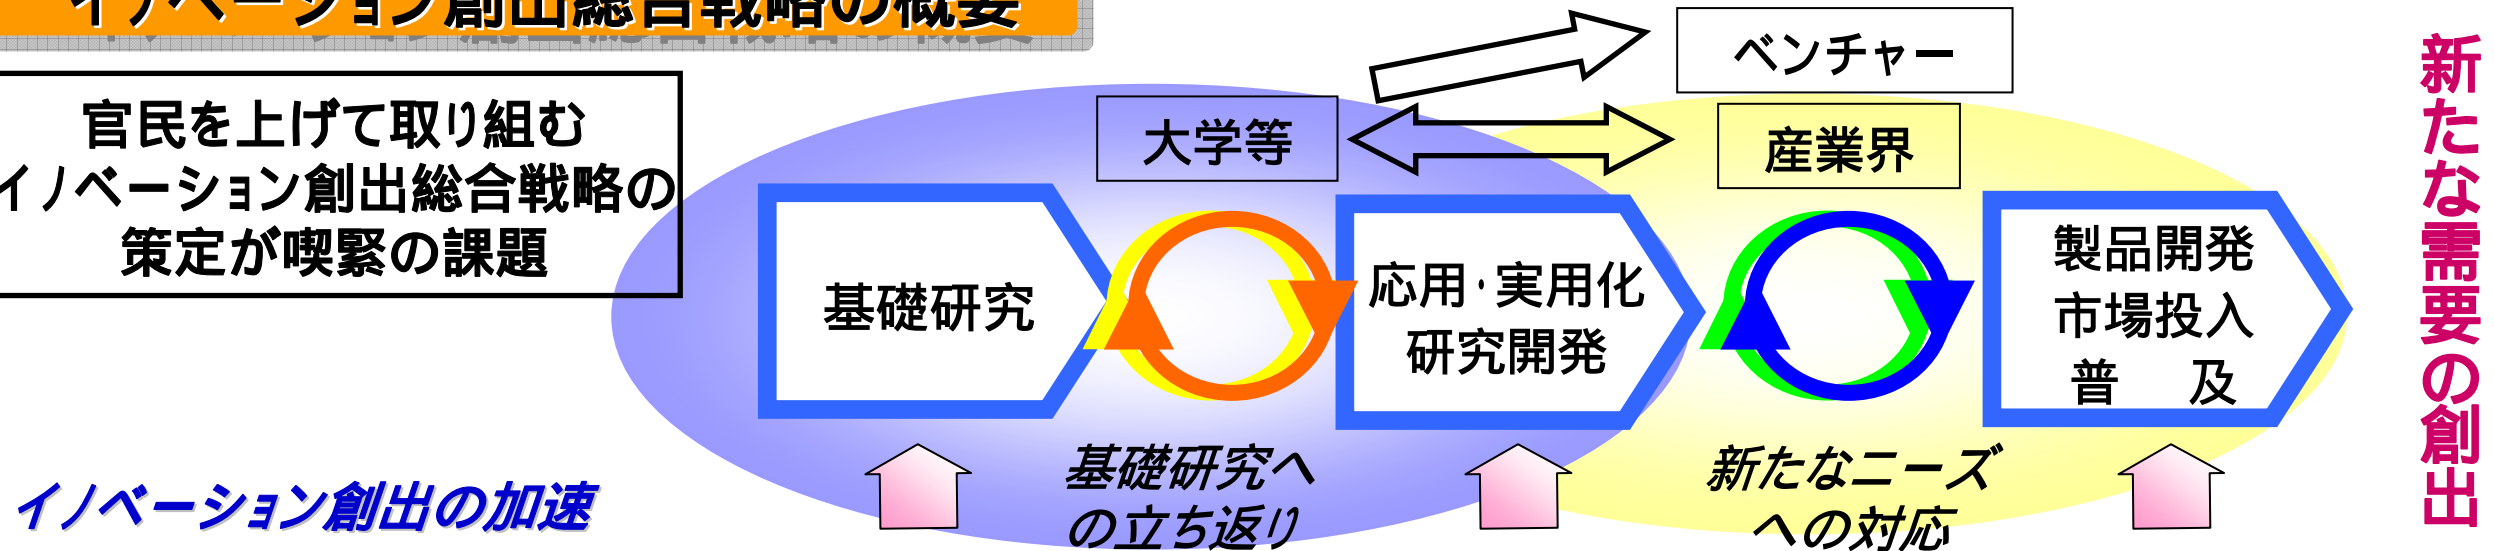 イノベーション創出総合戦略の概要
官民を上げて取り組む
イノベーション創出総合戦略の
策定が喫緊の課題
イノベーション創出の加速
大学等
ベンチャー
産業界
基礎研究
応用・実用化
研究開発化
製品開発
市場投入
普 及
基礎研究へ
のたち返り
新たなニーズ
への対応
新たな需要の創出